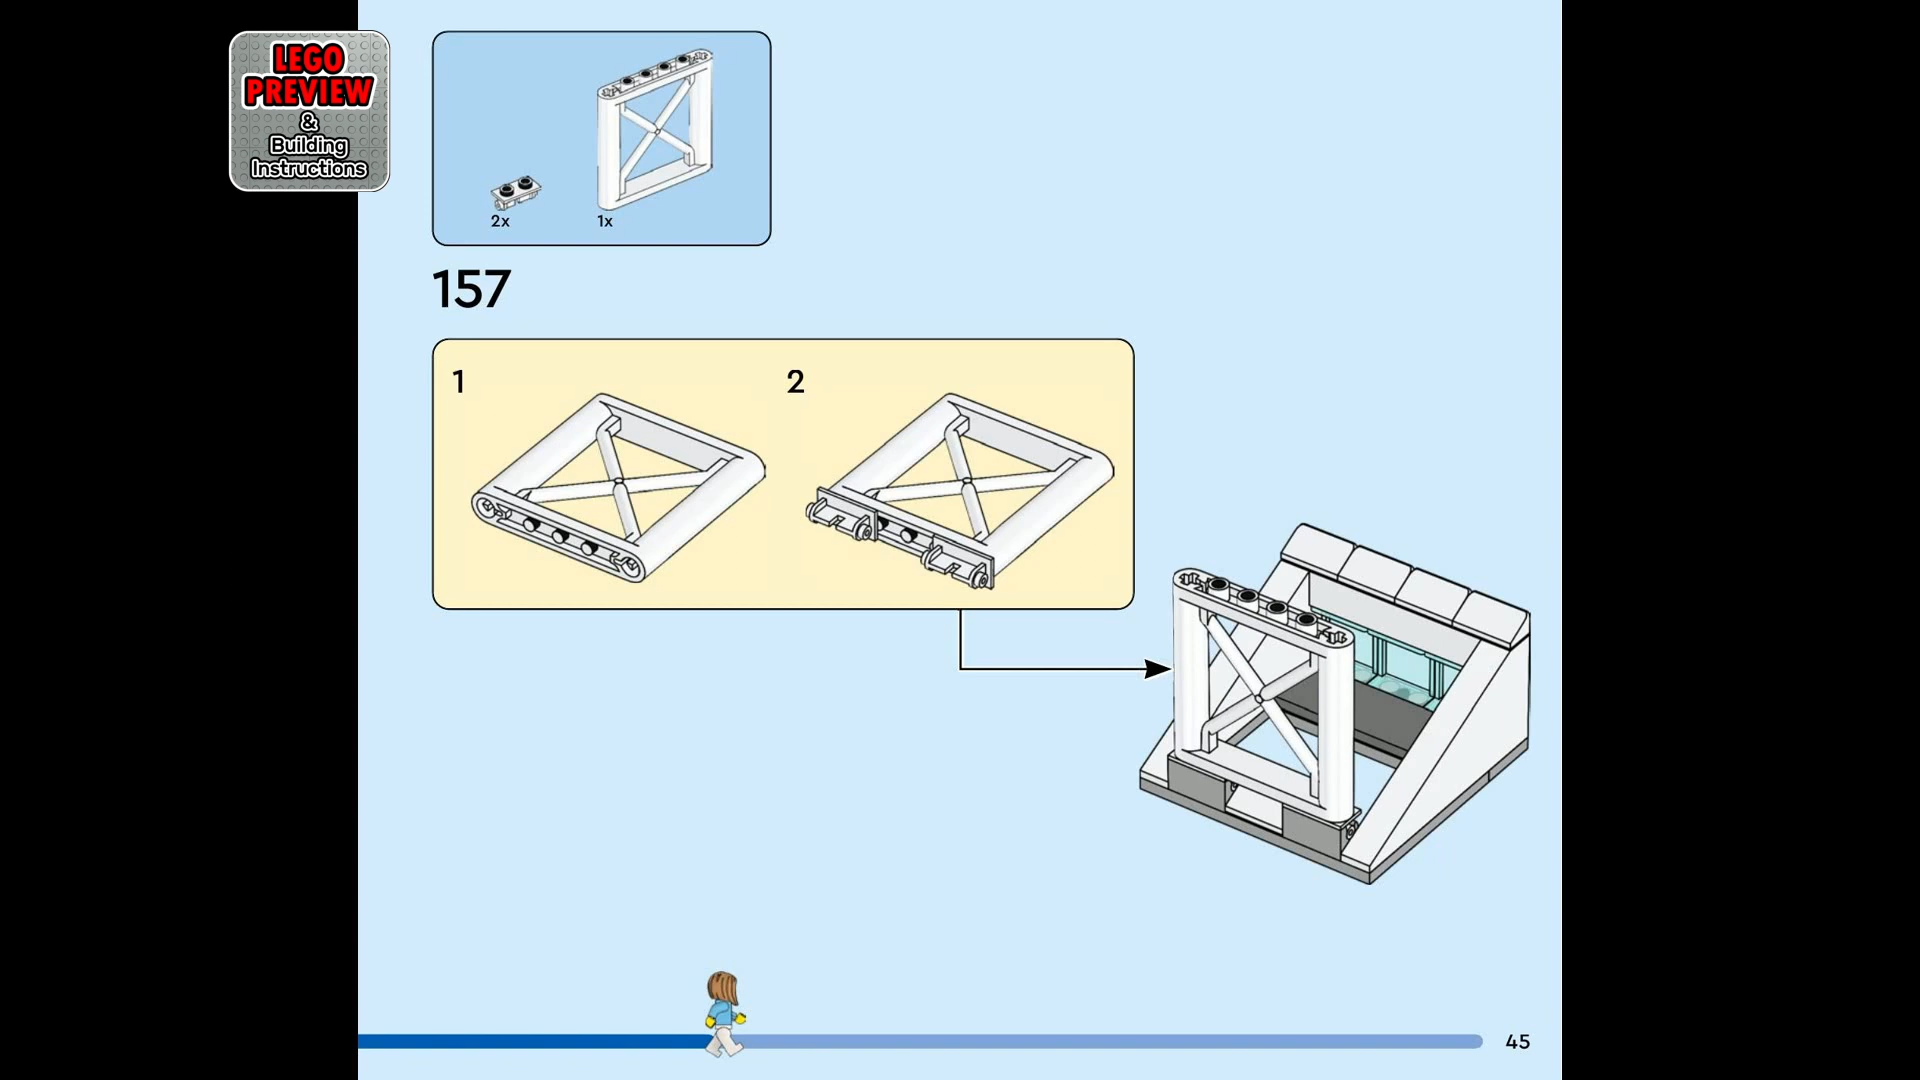 LEGO
PREVIEW
&
Building
Instructions
2x
1x
157
1
2
45